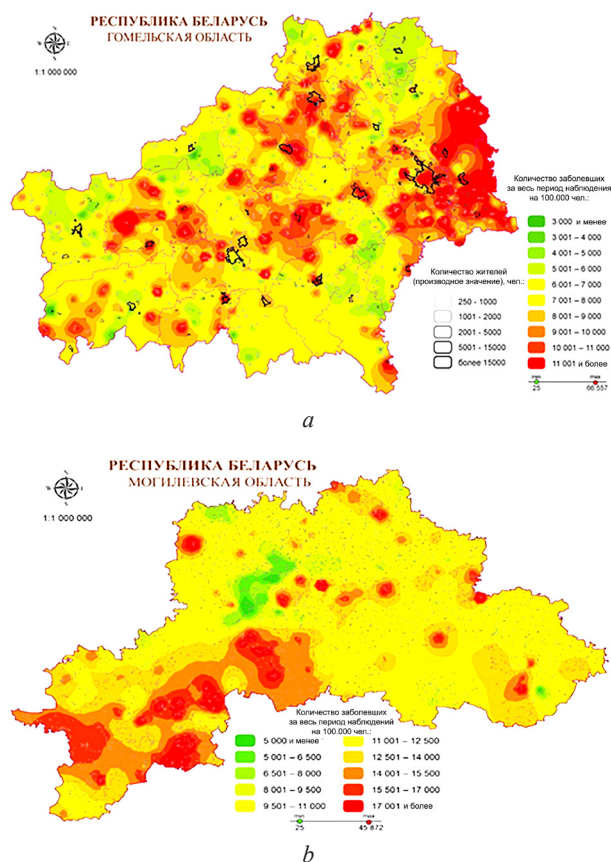 РЕСПУБЛИКА БЕЛАРУСЬ
ГОМЕЛЬСКАЯ ОБЛАСТЬ
1:1 000 000
Количество заболевших
за весь период наблюдения
на 100.000 чел.:
3 000 и менее
3 001 – 4 000
4 001 – 5 000
5 001 – 6 000
6 001 – 7 000
7 001 – 8 000
8 001 – 9 000
9 001 – 10 000
10 001 – 11 000
11 001 и более
min max
25 66 557
Количество жителей
(производное значение), чел.:
250 - 1000
1001 - 2000
2001 - 5000
5001 - 15000
более 15000
a
РЕСПУБЛИКА БЕЛАРУСЬ
МОГИЛЕВСКАЯ ОБЛАСТЬ
1:1 000 000
Количество заболевших
за весь период наблюдений
на 100.000 чел.:
5 000 и менее
5 001 – 6 500
6 501 – 8 000
8 001 – 9 500
9 501 – 11 000
11 001 – 12 500
12 501 – 14 000
14 001 – 15 500
15 501 – 17 000
17 001 и более
min max
25 45 872
b